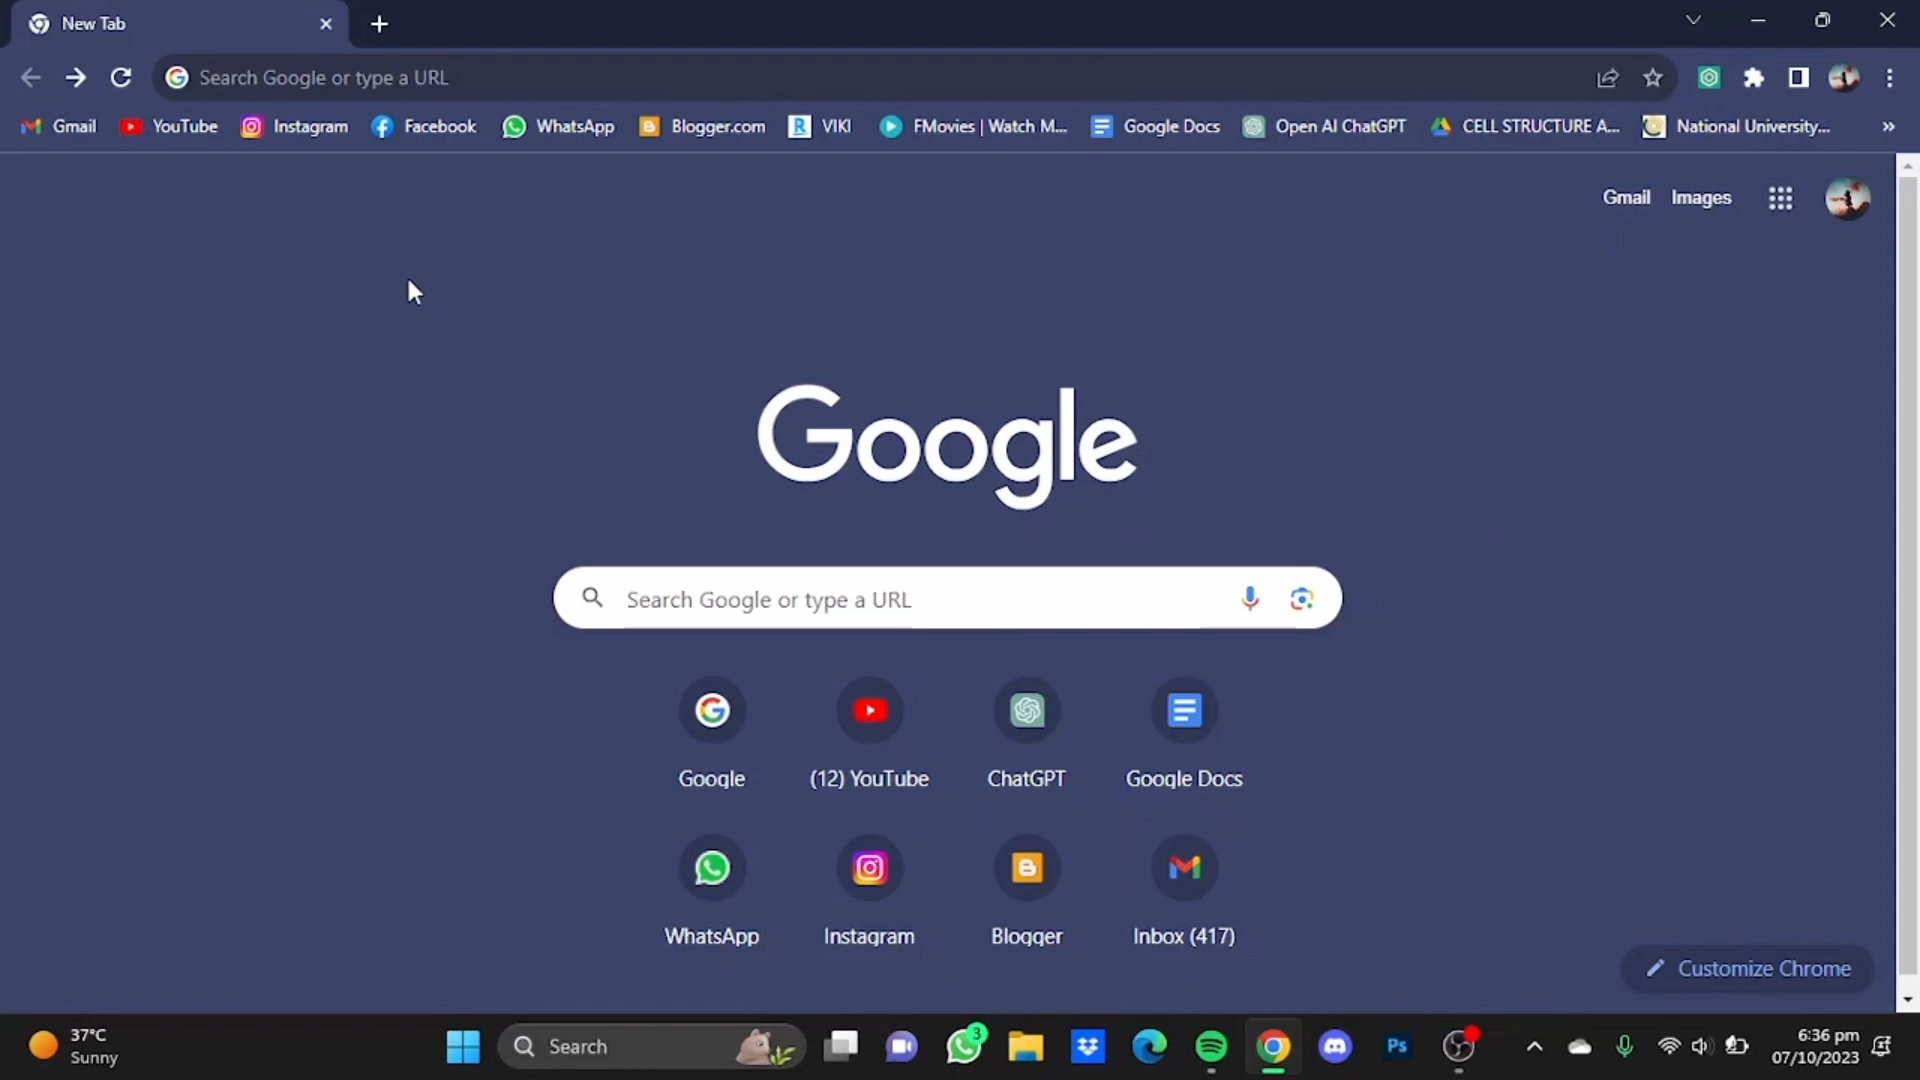 New Tab
Search Google or type a URL
Gmail YouTube Instagram Facebook WhatsApp Blogger.com VIKI FMovies | Watch M... Google Docs Open AI ChatGPT CELL STRUCTURE A... National University... »
Gmail Images
Google
Search Google or type a URL
Google (12) YouTube ChatGPT Google Docs
WhatsApp Instagram Blogger Inbox (417)
Customize Chrome
37°C
Sunny
Search
3
Ps
6:36 pm
07/10/2023